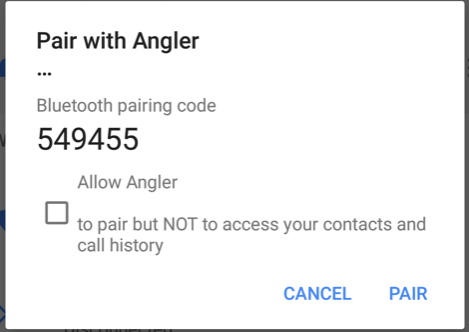 Pair with Angler
...
Bluetooth pairing code
549455
Allow Angler
to pair but NOT to access your contacts and
call history
CANCEL PAIR